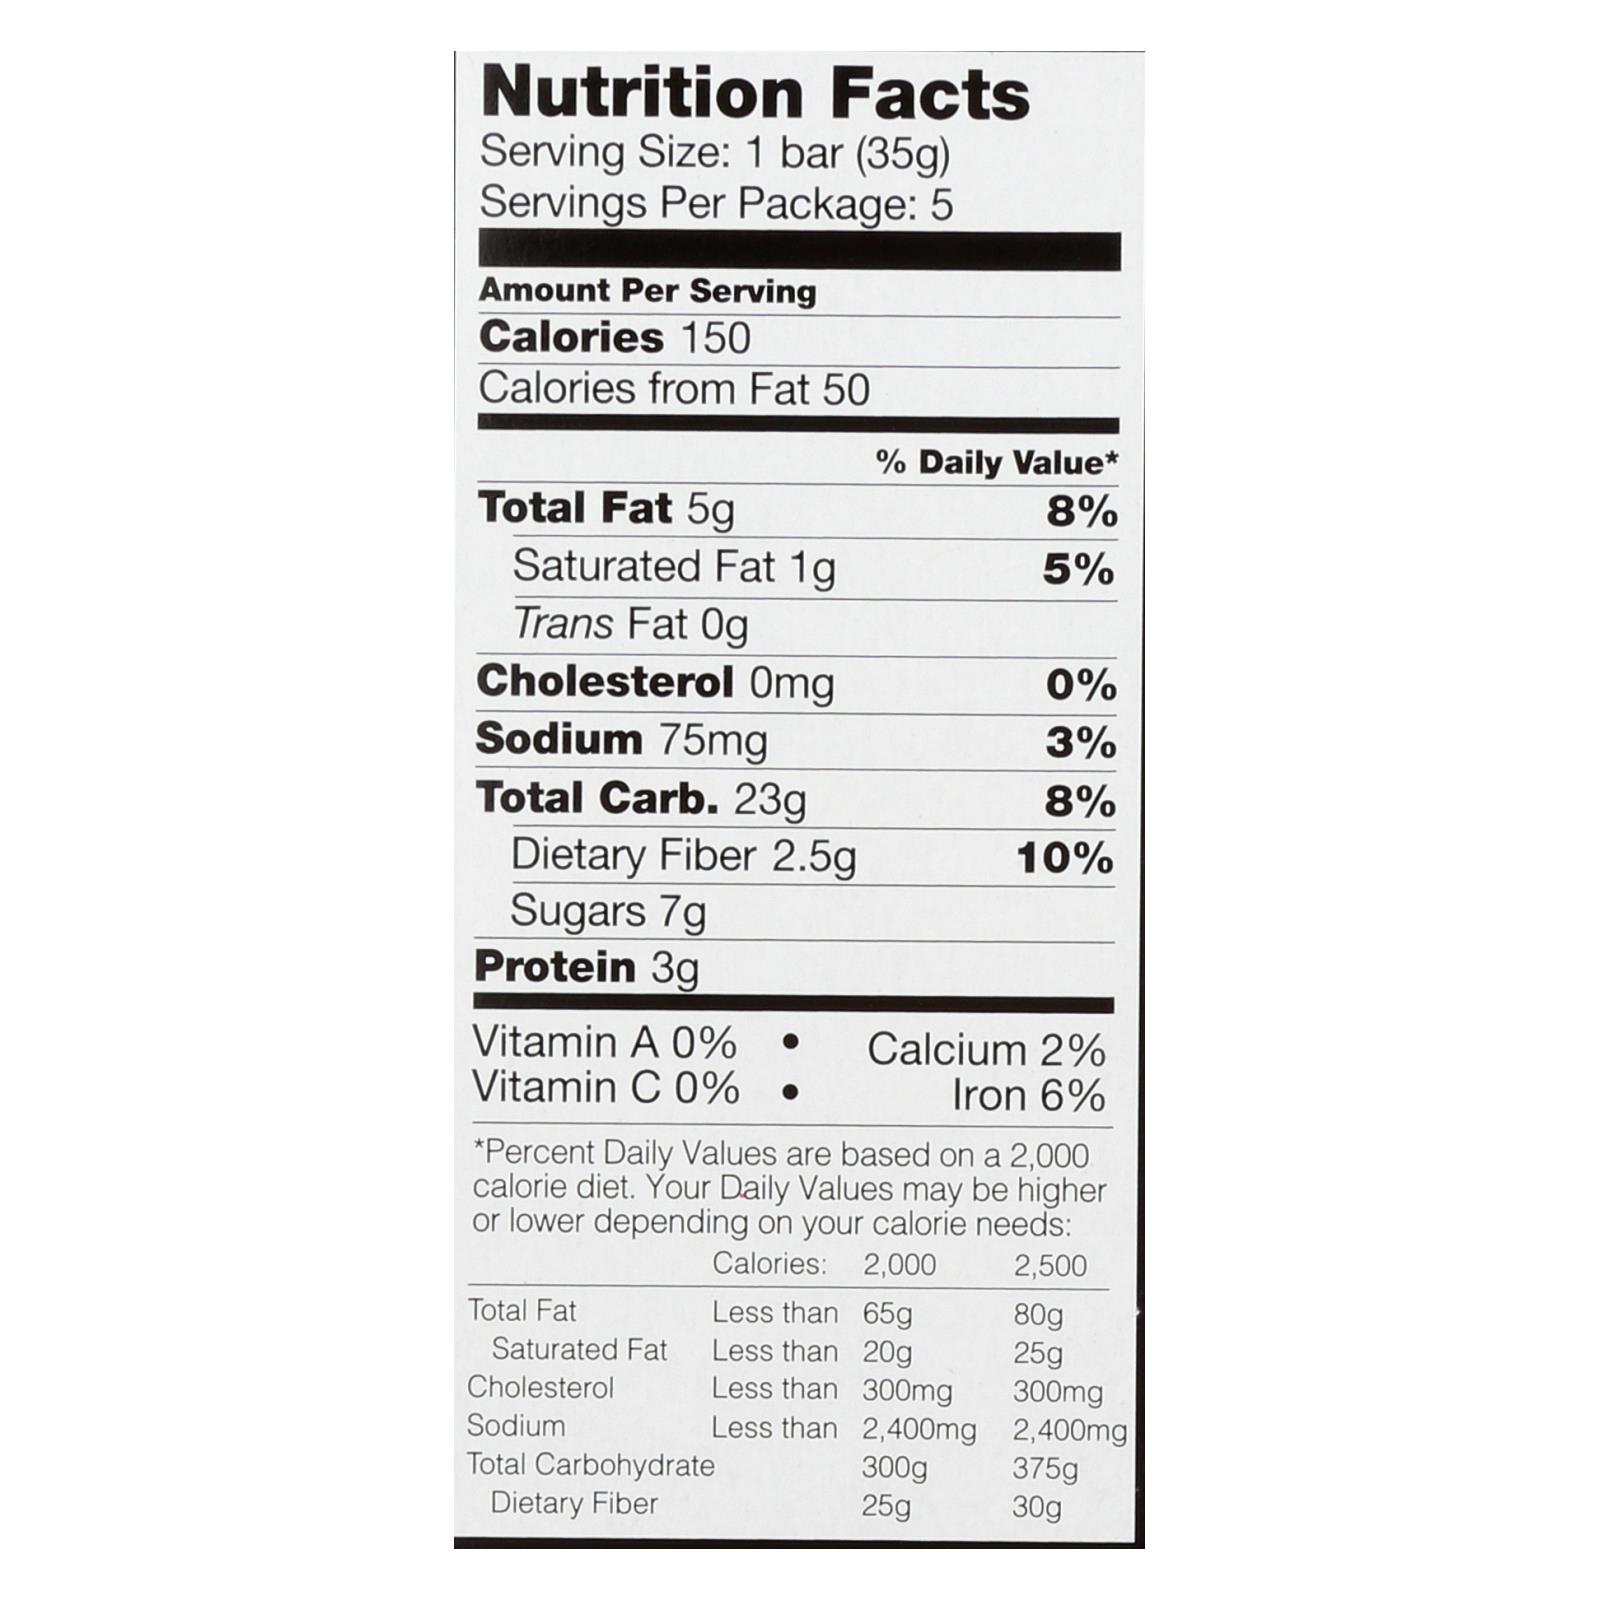 Nutrition Facts
Serving Size: 1 bar (35g)
Servings Per Package: 5
Amount Per Serving
Calories 150
Calories from Fat 50
% Daily Value*
Total Fat 5g 8%
Saturated Fat 1g 5%
Trans Fat 0g
Cholesterol 0mg 0%
Sodium 75mg 3%
Total Carb. 23g 8%
Dietary Fiber 2.5g 10%
Sugars 7g
Protein 3g
Vitamin A 0% • Calcium 2%
Vitamin C 0% • Iron 6%
*Percent Daily Values are based on a 2,000
calorie diet. Your Daily Values may be higher
or lower depending on your calorie needs:
Calories: 2,000 2,500
Total Fat Less than 65g 80g
Saturated Fat Less than 20g 25g
Cholesterol Less than 300mg 300mg
Sodium Less than 2,400mg 2,400mg
Total Carbohydrate 300g 375g
Dietary Fiber 25g 30g